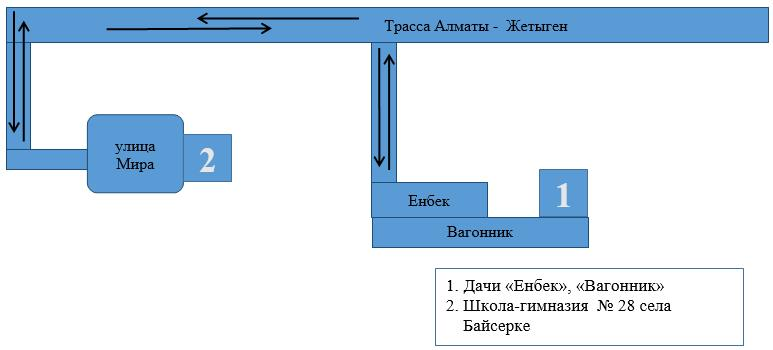 Трасса Алматы - Жетыген
улица
Мира
2
1
Енбек
Вагонник
1. Дачи «Енбек», «Вагонник»
2. Школа-гимназия № 28 села
Байсерке